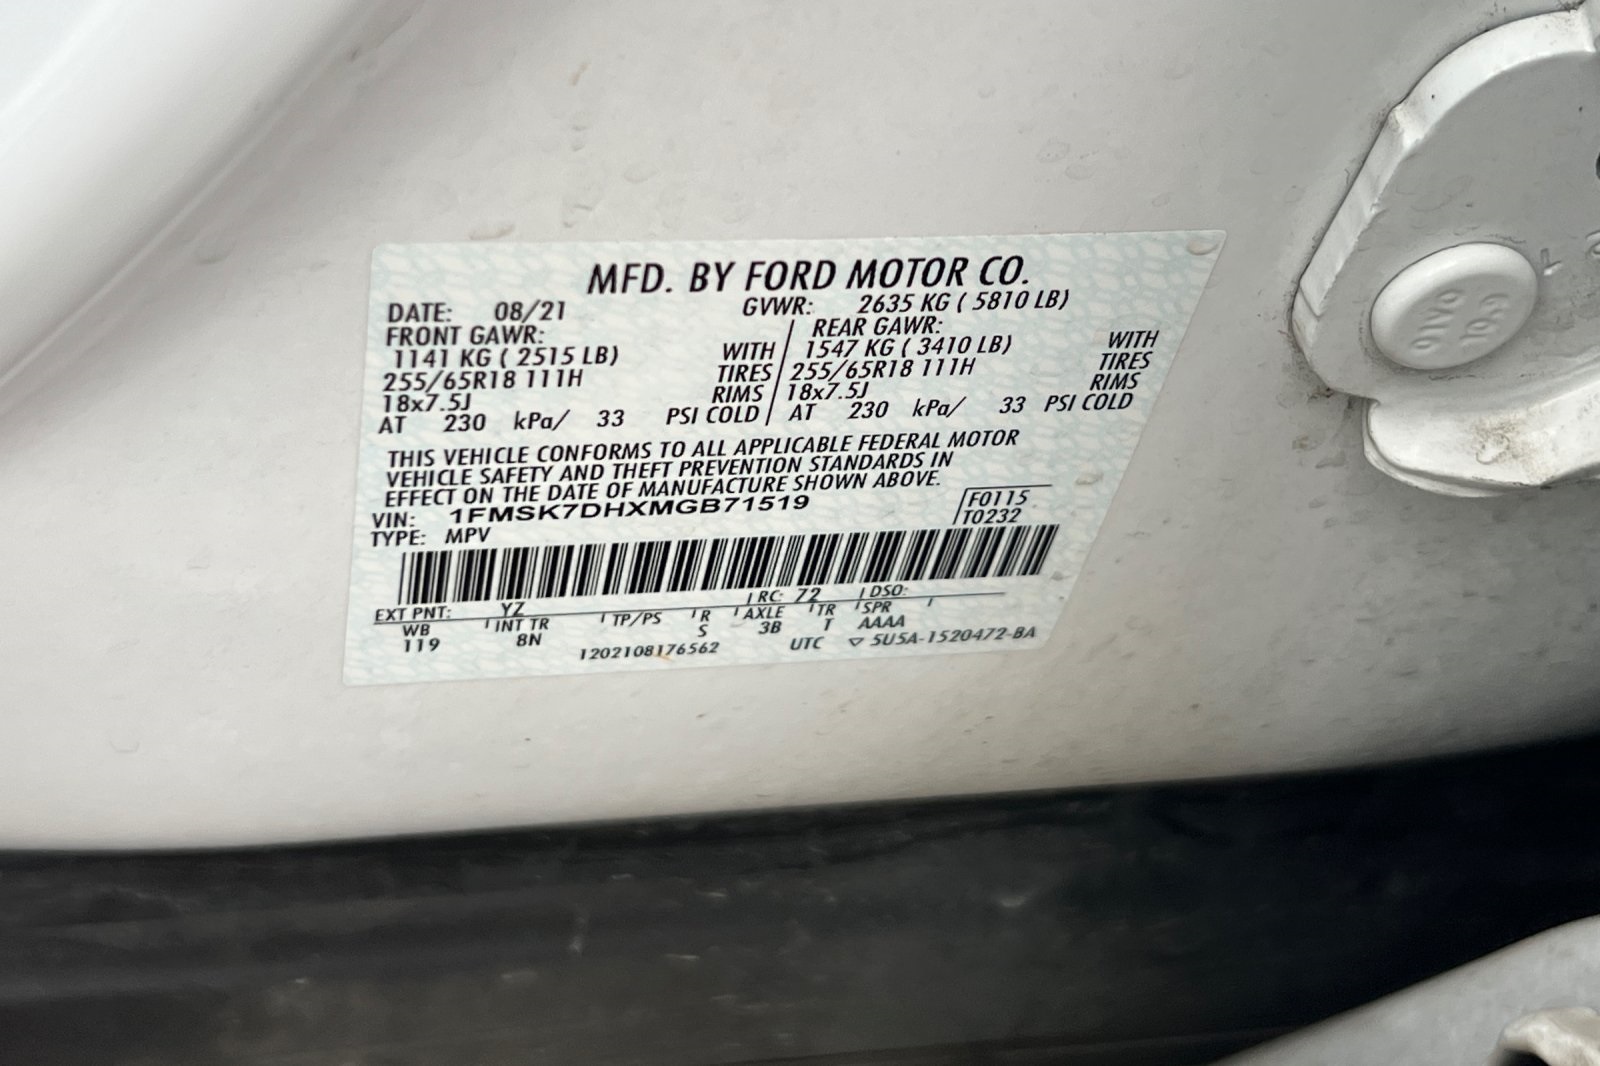 MFD. BY FORD MOTOR CO.
DATE: 08/21 GVWR: 2635 KG ( 5810 LB)
FRONT GAWR: REAR GAWR:
1141 KG ( 2515 LB) WITH 1547 KG ( 3410 LB) WITH
255/65R18 111H TIRES 255/65R18 111H TIRES
18x7.5J RIMS 18x7.5J RIMS
AT 230 kPa/ 33 PSI COLD AT 230 kPa/ 33 PSI COLD
THIS VEHICLE CONFORMS TO ALL APPLICABLE FEDERAL MOTOR
VEHICLE SAFETY AND THEFT PREVENTION STANDARDS IN
EFFECT ON THE DATE OF MANUFACTURE SHOWN ABOVE.
VIN: 1FMSK7DHXMGB71519 F0115
TYPE: MPV T0232
EXT PNT: YZ RC: 72 DSO:
WB INT TR TP/PS R AXLE TR SPR
119 8N S 3B T AAAA
1202108176562 UTC ▽ 5U5A-1520472-BA